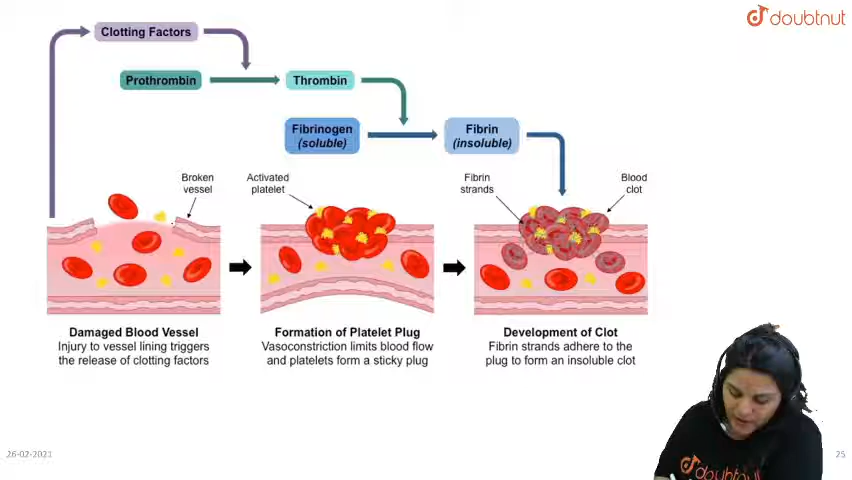 doubtnut
Clotting Factors
Prothrombin
Thrombin
Fibrinogen
(soluble)
Fibrin
(insoluble)
Broken
vessel
Activated
platelet
Fibrin
strands
Blood
clot
Damaged Blood Vessel
Injury to vessel lining triggers
the release of clotting factors
Formation of Platelet Plug
Vasoconstriction limits blood flow
and platelets form a sticky plug
Development of Clot
Fibrin strands adhere to the
plug to form an insoluble clot
doubtnut
26-02-2021
25